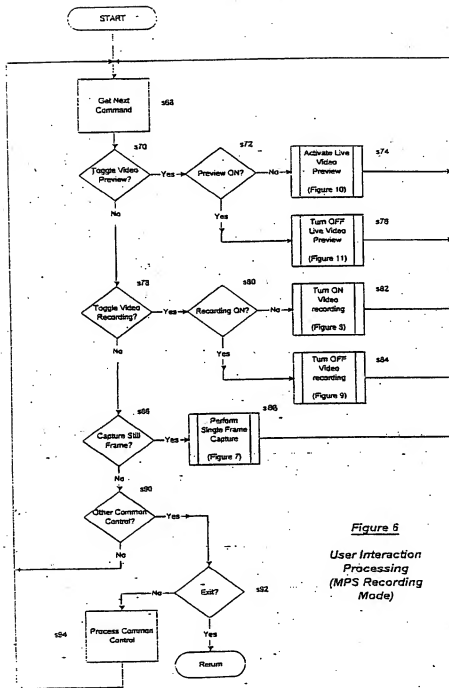 START
Get Next
Command
s68
s70
Toggle Video
Preview?
Yes
No
s72
Preview ON?
No
Yes
Activate Live
Video
Preview
(Figure 10)
s74
Turn OFF
Live Video
Preview
(Figure 11)
s76
s78
Toggle Video
Recording?
Yes
No
s80
Recording ON?
No
Yes
Turn ON
Video
recording
(Figure 8)
s82
Turn OFF
Video
recording
(Figure 9)
s84
s86
Capture Still
Frame?
Yes
No
Perform
Single Frame
Capture
(Figure 7)
s88
s90
Other Common
Control?
Yes
No
Exit?
s92
No
Yes
s94
Process Common
Control
Return
Figure 6
User Interaction
Processing
(MPS Recording
Mode)